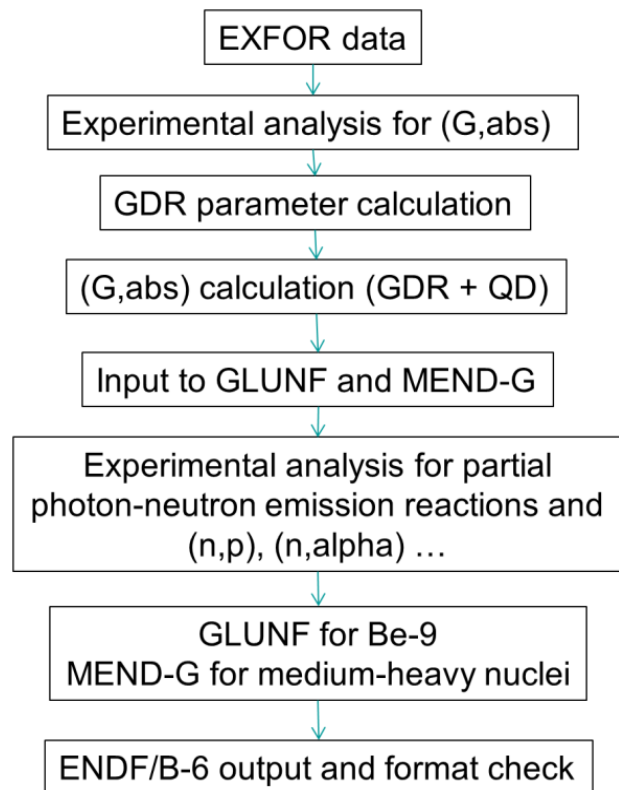 EXFOR data
Experimental analysis for (G,abs)
GDR parameter calculation
(G,abs) calculation (GDR + QD)
Input to GLUNF and MEND-G
Experimental analysis for partial
photon-neutron emission reactions and
(n,p), (n,alpha) …
GLUNF for Be-9
MEND-G for medium-heavy nuclei
ENDF/B-6 output and format check